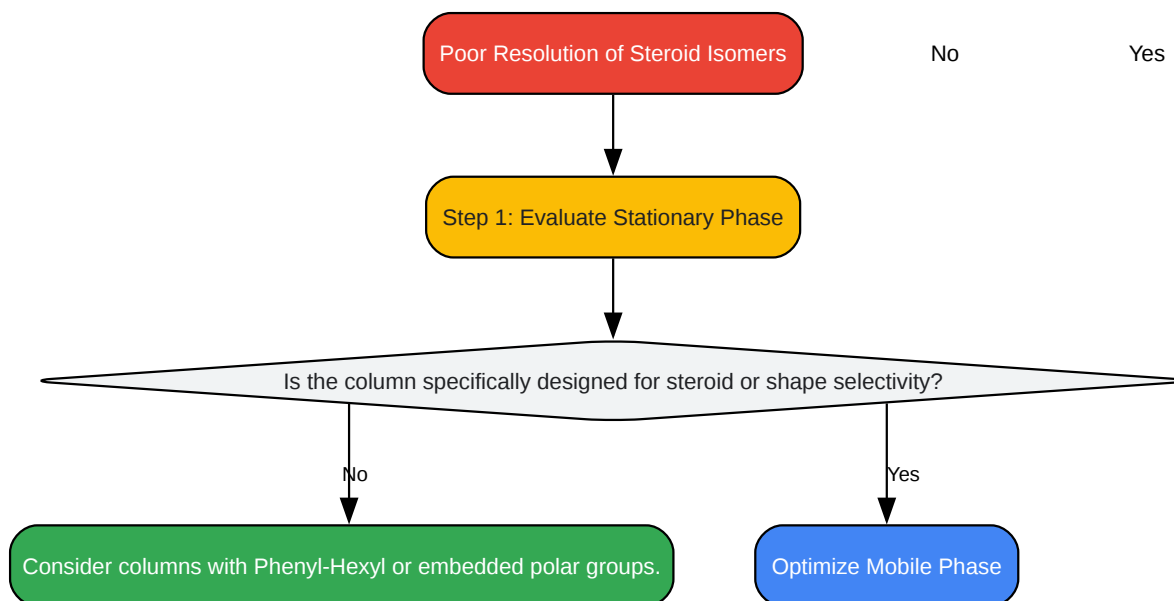 Poor Resolution of Steroid Isomers
No
Yes
Step 1: Evaluate Stationary Phase
Is the column specifically designed for steroid or shape selectivity?
No
Yes
Consider columns with Phenyl-Hexyl or embedded polar groups.
Optimize Mobile Phase